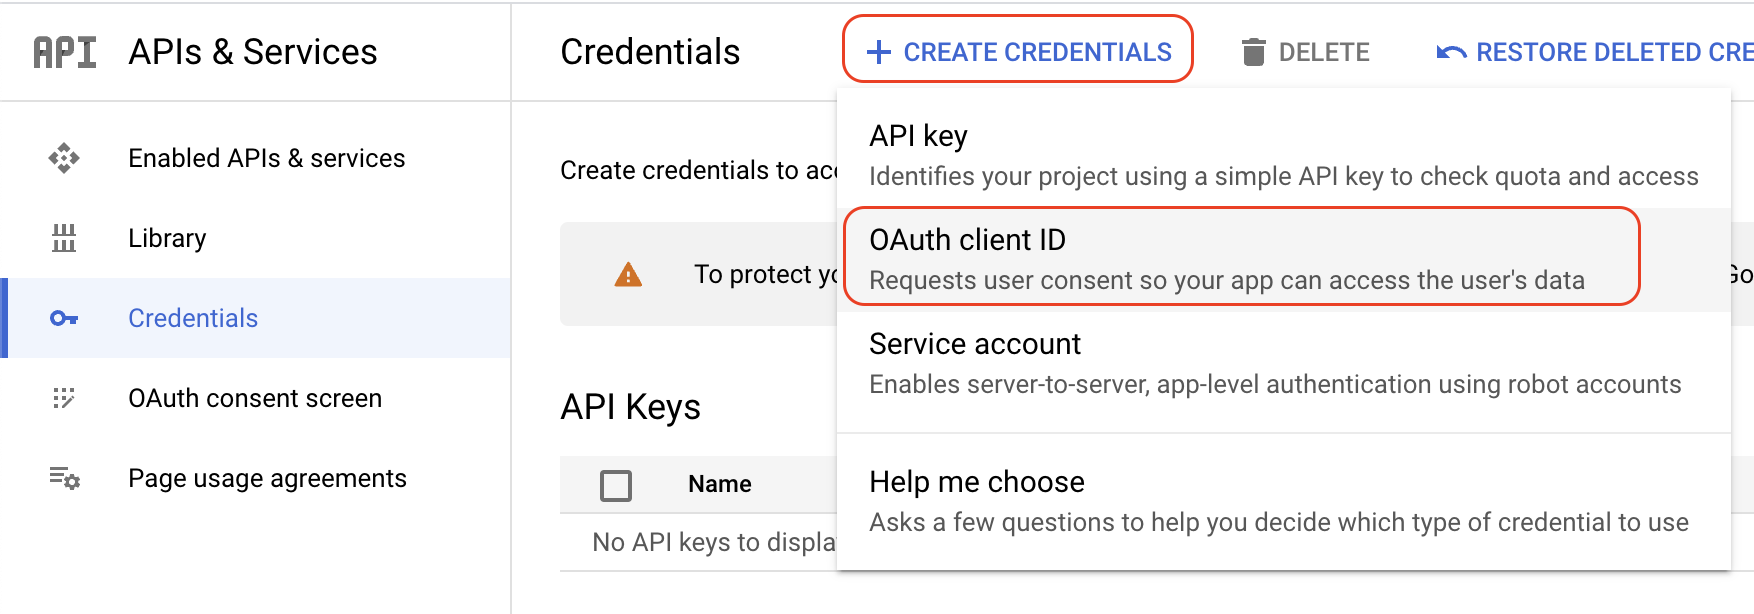 API APIs & Services
Credentials
+ CREATE CREDENTIALS
DELETE
RESTORE DELETED CRE
Enabled APIs & services
Library
Credentials
OAuth consent screen
Page usage agreements
Create credentials to acc
To protect yo
Go
API Keys
Name
No API keys to displa
API key
Identifies your project using a simple API key to check quota and access
OAuth client ID
Requests user consent so your app can access the user's data
Service account
Enables server-to-server, app-level authentication using robot accounts
Help me choose
Asks a few questions to help you decide which type of credential to use